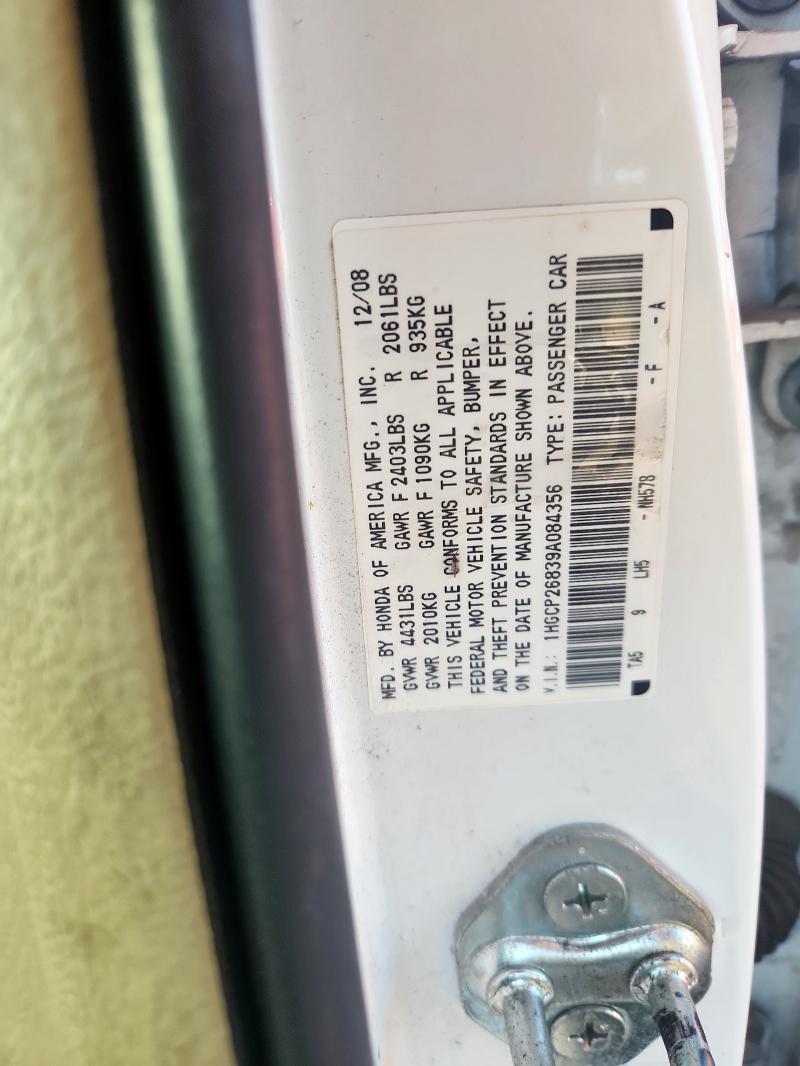 MFD. BY HONDA OF AMERICA MFG., INC. 12/08
GVWR 4431LBS GAWR F 2403LBS R 2061LBS
GVWR 2010KG GAWR F 1090KG R 935KG
THIS VEHICLE CONFORMS TO ALL APPLICABLE
FEDERAL MOTOR VEHICLE SAFETY, BUMPER,
AND THEFT PREVENTION STANDARDS IN EFFECT
ON THE DATE OF MANUFACTURE SHOWN ABOVE.
V.I.N.: 1HGCP26839A084356 TYPE: PASSENGER CAR
TA5 9 LH5 - NH578 - F - A